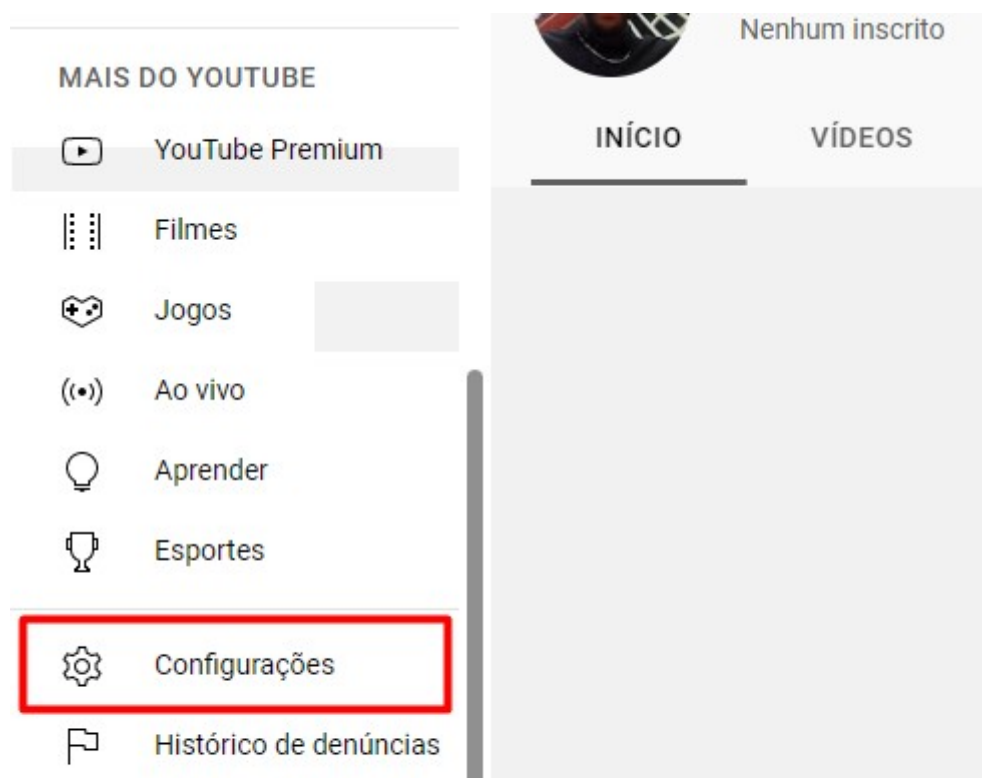 MAIS DO YOUTUBE
YouTube Premium
Filmes
Jogos
Ao vivo
Aprender
Esportes
Configurações
Histórico de denúncias
Nenhum inscrito
INÍCIO VÍDEOS